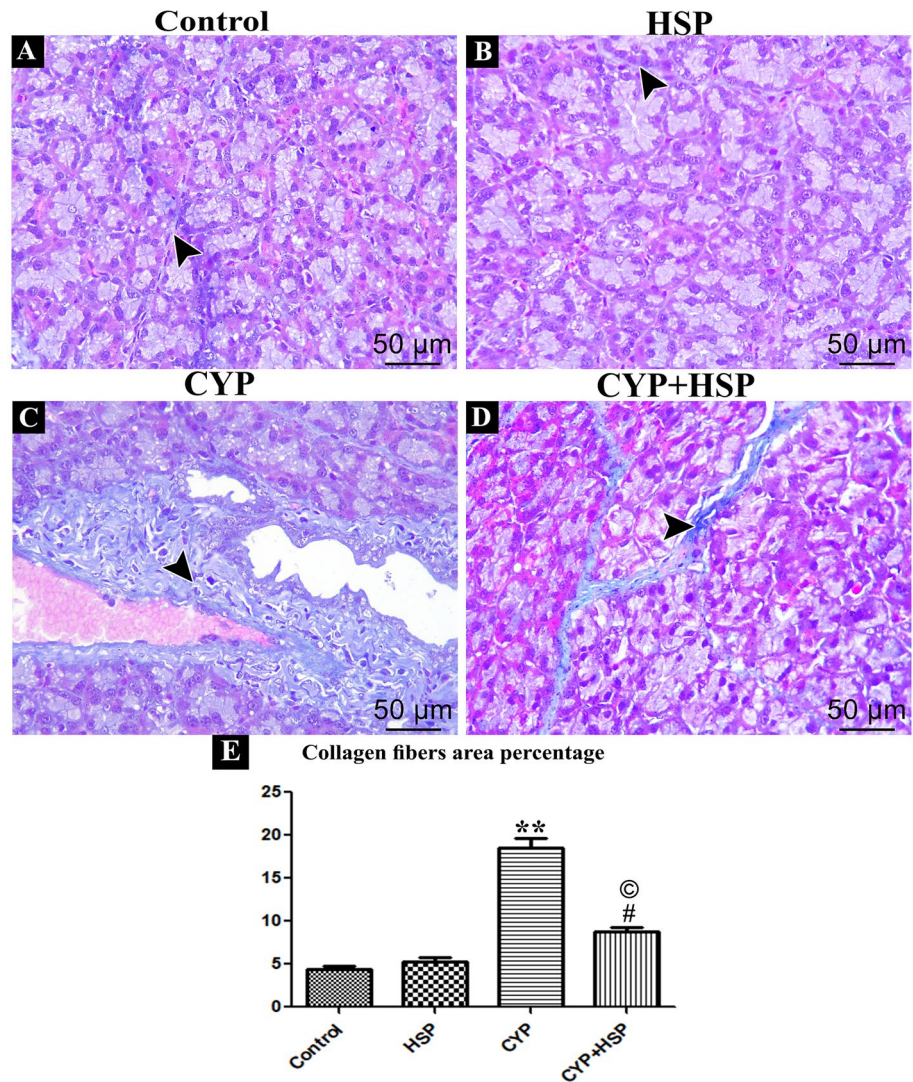 Control
HSP
A
B
50 µm
50 µm
CYP
CYP+HSP
C
D
50 µm
50 µm
E
Collagen fibers area percentage
25
20
15
10
5
0
**
©
#
Control
HSP
CYP
CYP+HSP